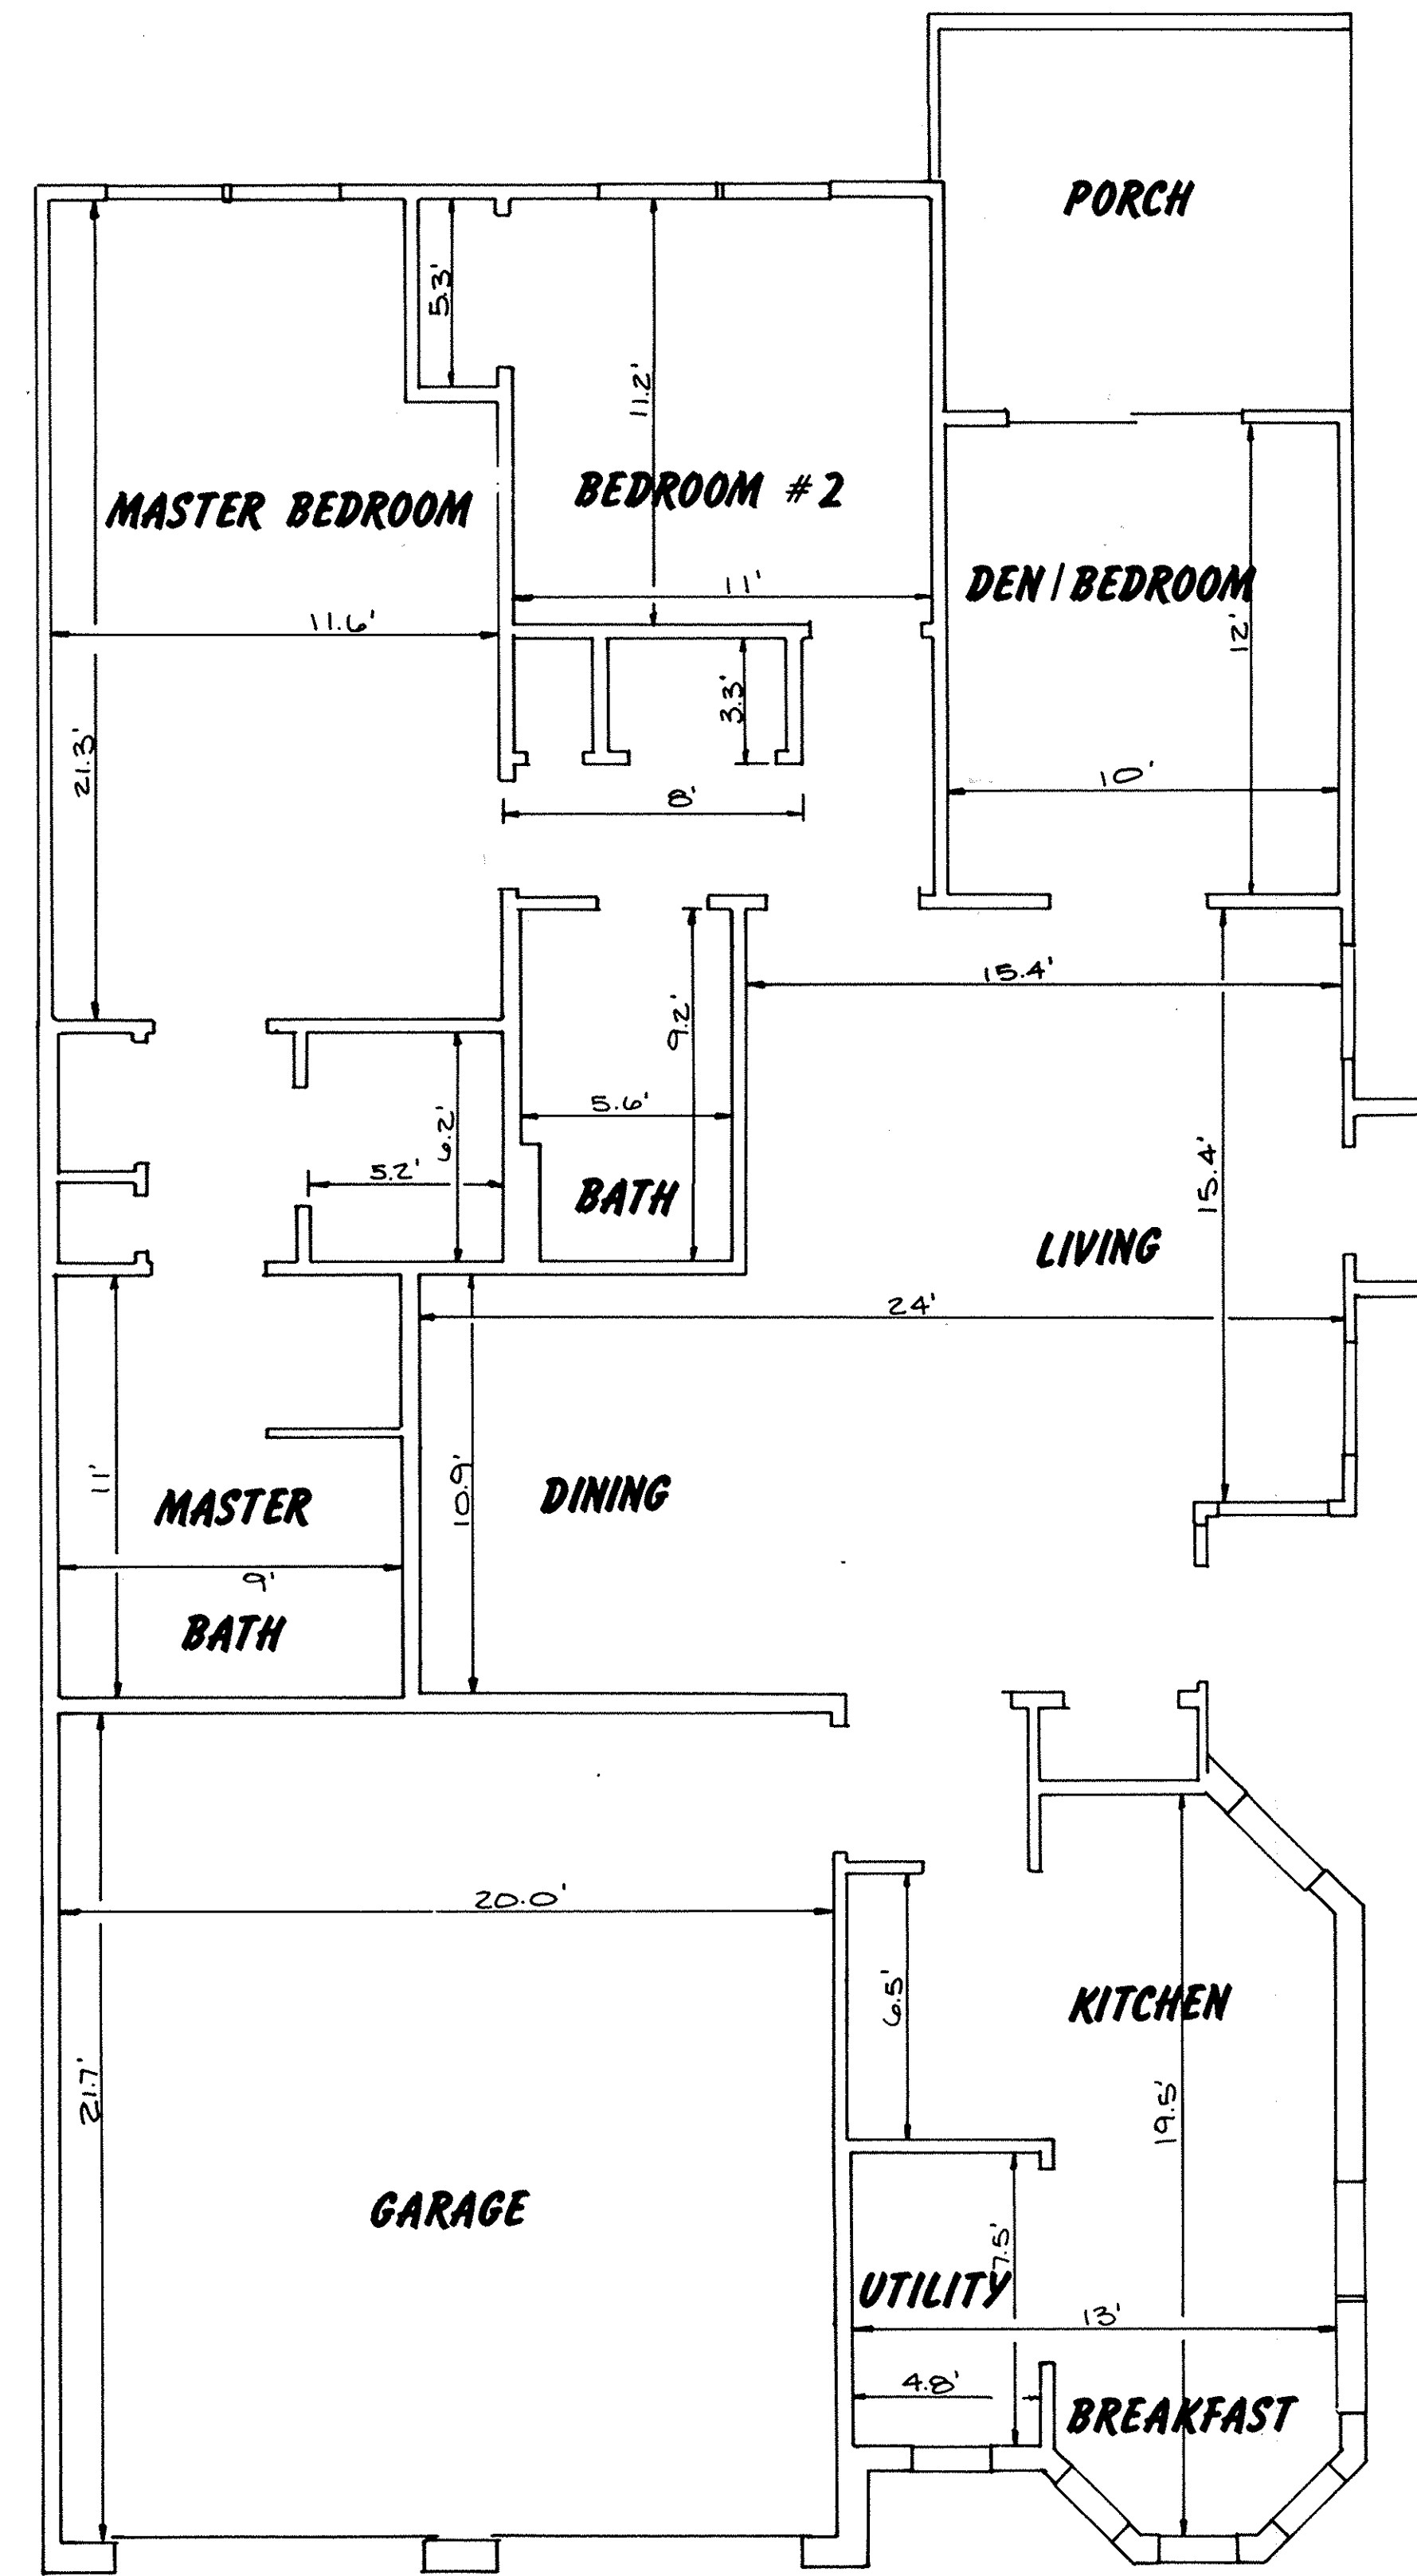 PORCH
5.3'
11.2'
MASTER BEDROOM
BEDROOM #2
DEN/BEDROOM
11'
11.6'
12'
3.3'
21.3'
10'
8'
15.4'
9.2'
5.6'
6.2'
5.2'
15.4'
BATH
LIVING
24'
11'
10.9'
DINING
MASTER
9'
BATH
20.0'
6.5'
KITCHEN
21.7'
19.5'
GARAGE
7.5'
UTILITY
13'
4.8'
BREAKFAST